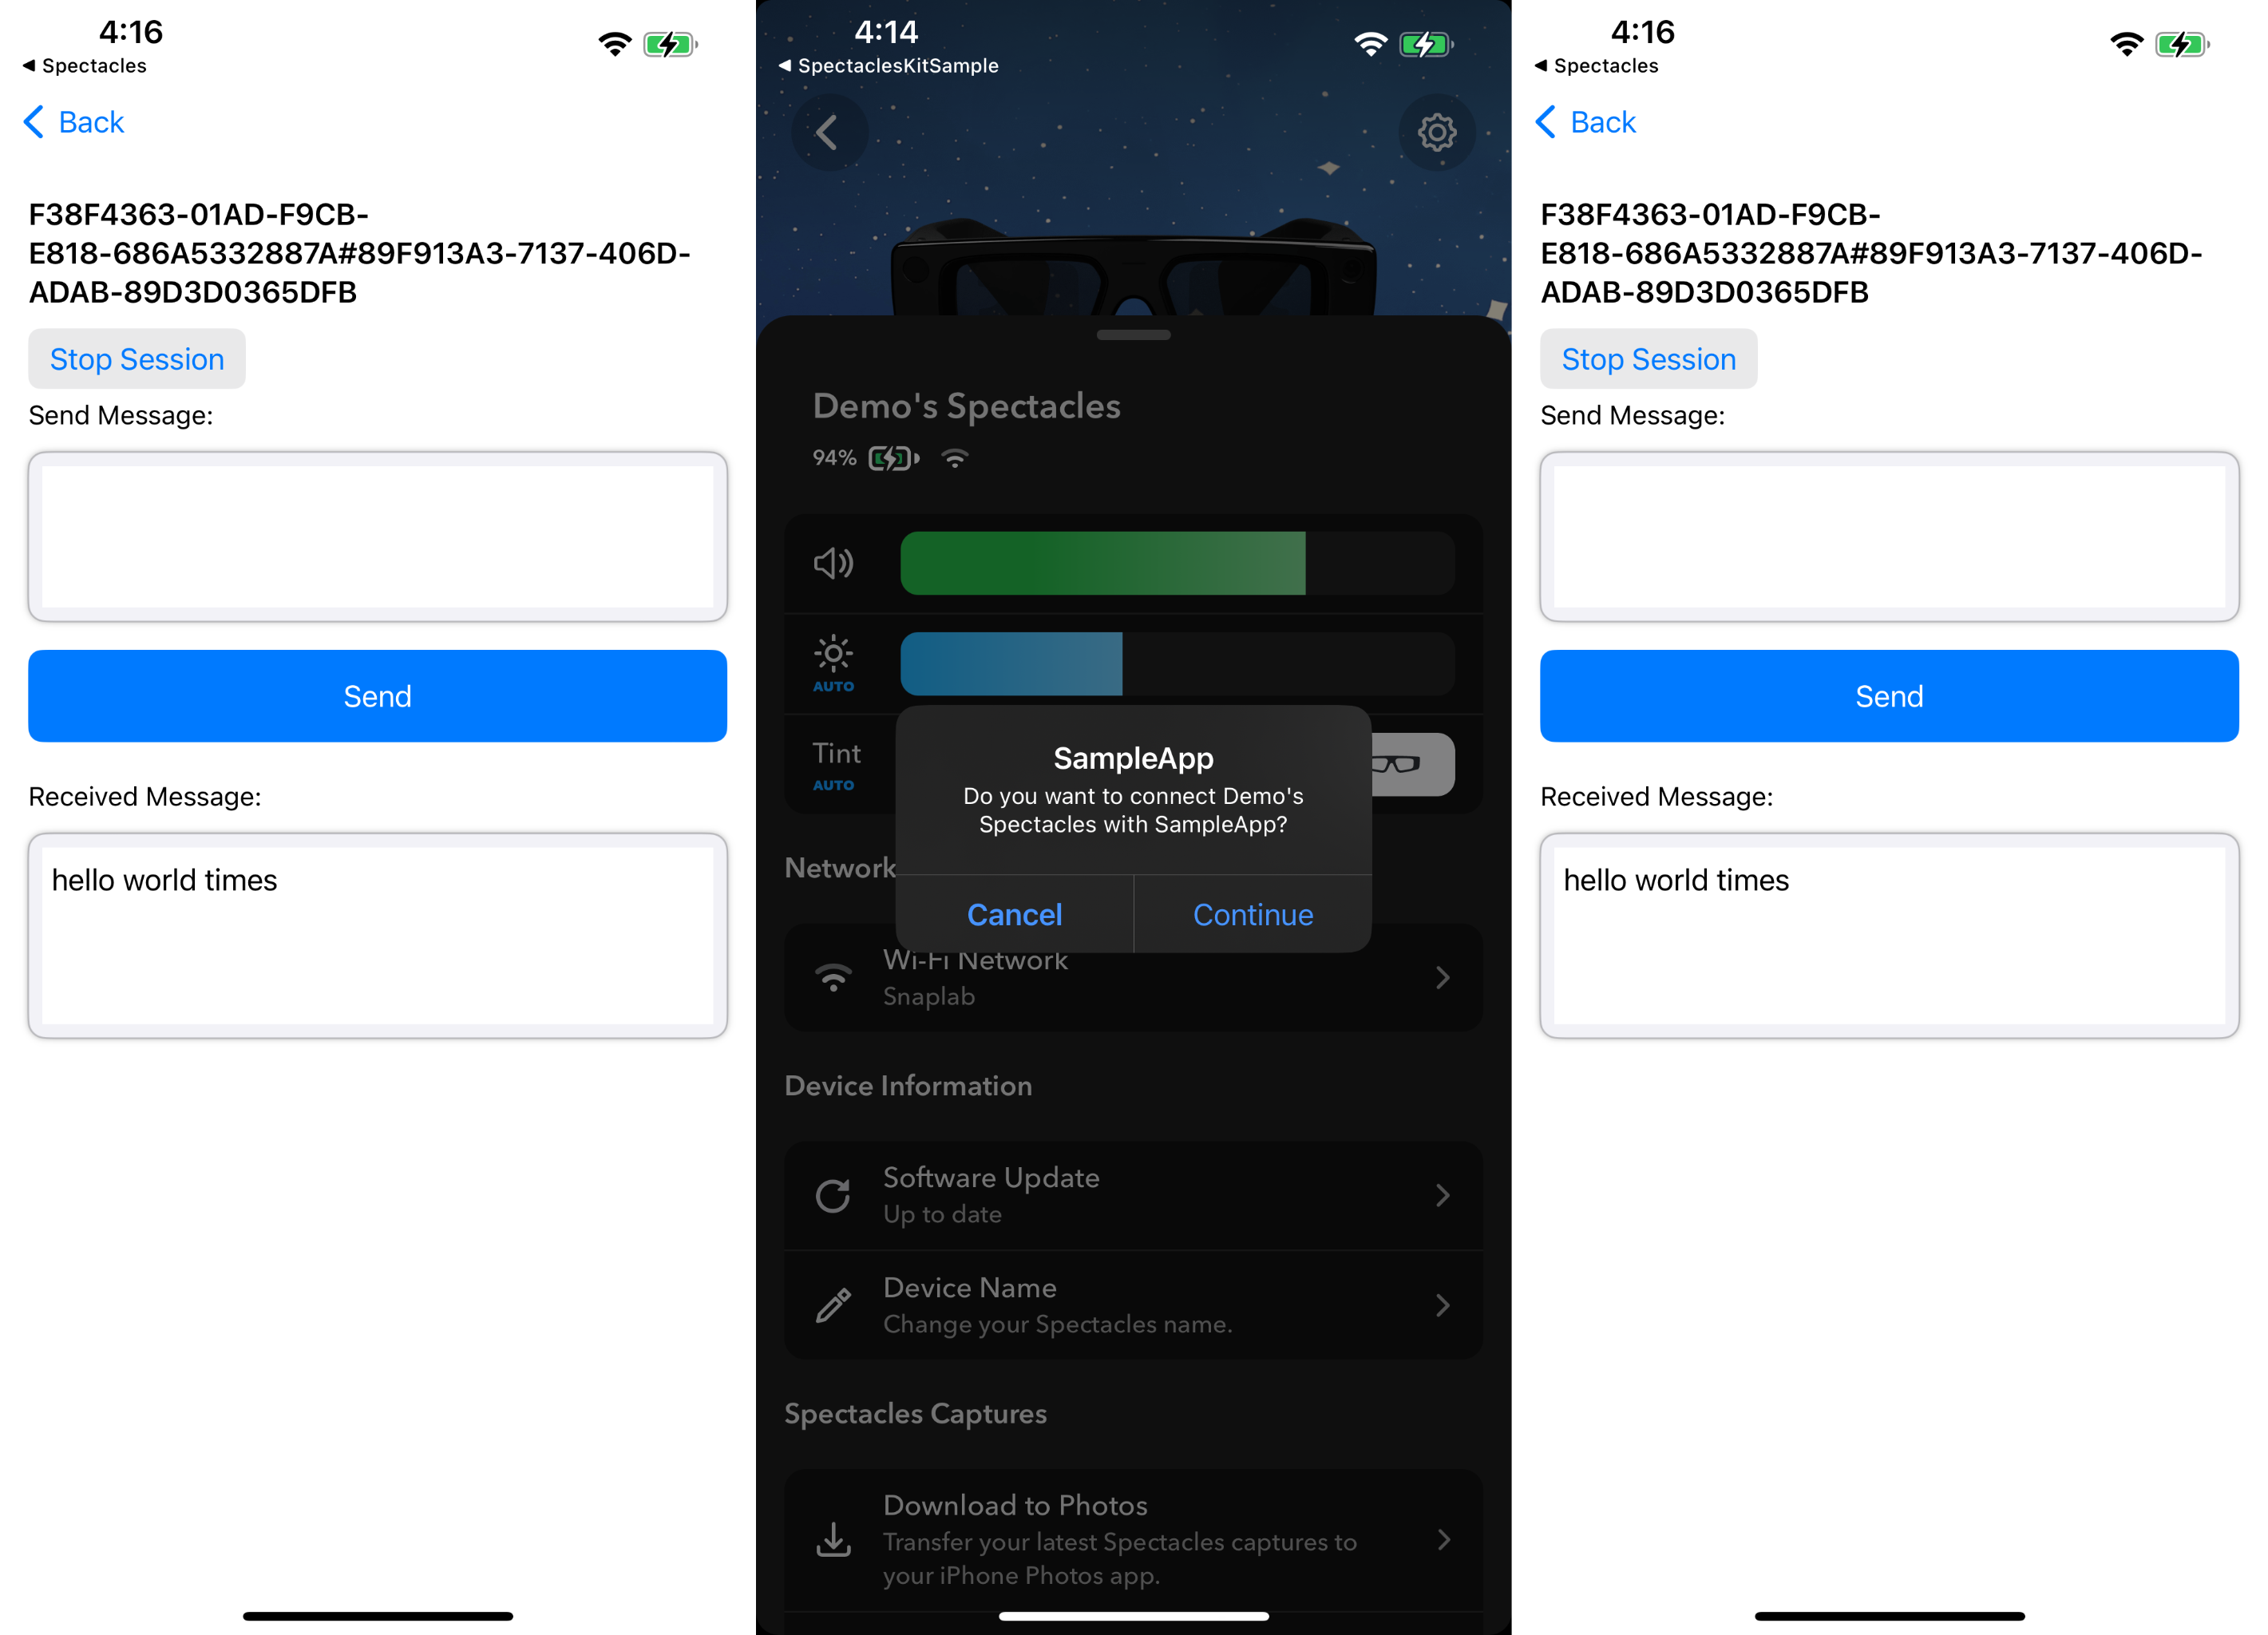 4:16
◀ Spectacles
Back
F38F4363-01AD-F9CB-
E818-686A5332887A#89F913A3-7137-406D-
ADAB-89D3D0365DFB
Stop Session
Send Message:
Send
Received Message:
hello world times
4:14
◀ SpectaclesKitSample
Demo's Spectacles
94%
AUTO
Tint
AUTO
SampleApp
Do you want to connect Demo's
Spectacles with SampleApp?
Cancel
Continue
Network
Wi-Fi Network
Snaplab
Device Information
Software Update
Up to date
Device Name
Change your Spectacles name.
Spectacles Captures
Download to Photos
Transfer your latest Spectacles captures to
your iPhone Photos app.
4:16
◀ Spectacles
Back
F38F4363-01AD-F9CB-
E818-686A5332887A#89F913A3-7137-406D-
ADAB-89D3D0365DFB
Stop Session
Send Message:
Send
Received Message:
hello world times